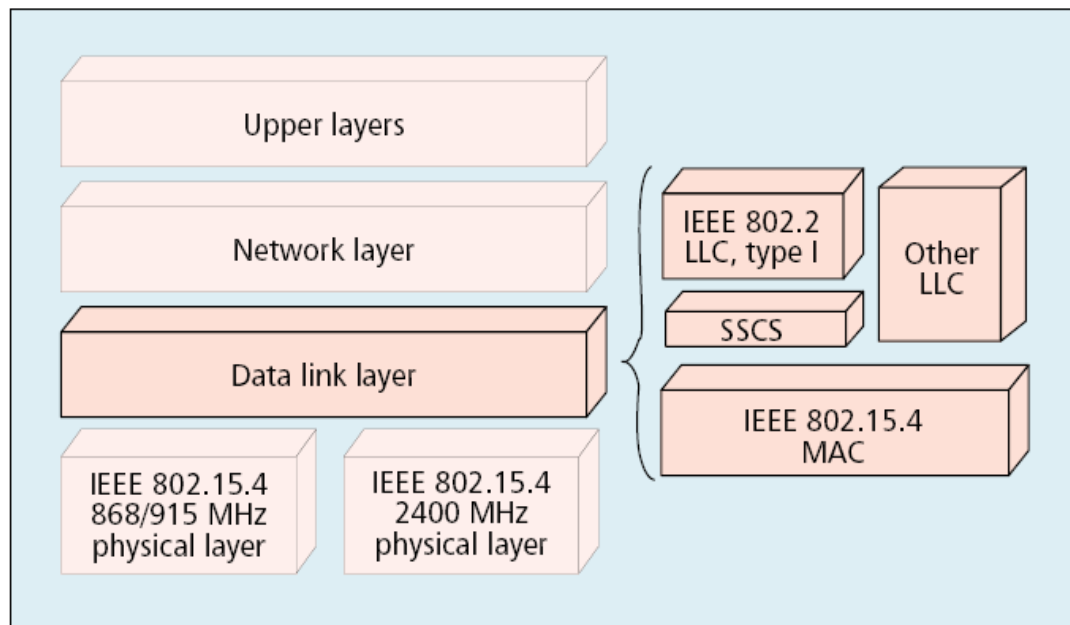 Upper layers
Network layer
Data link layer
IEEE 802.15.4
868/915 MHz
physical layer
IEEE 802.15.4
2400 MHz
physical layer
IEEE 802.2
LLC, type I
Other
LLC
SSCS
IEEE 802.15.4
MAC